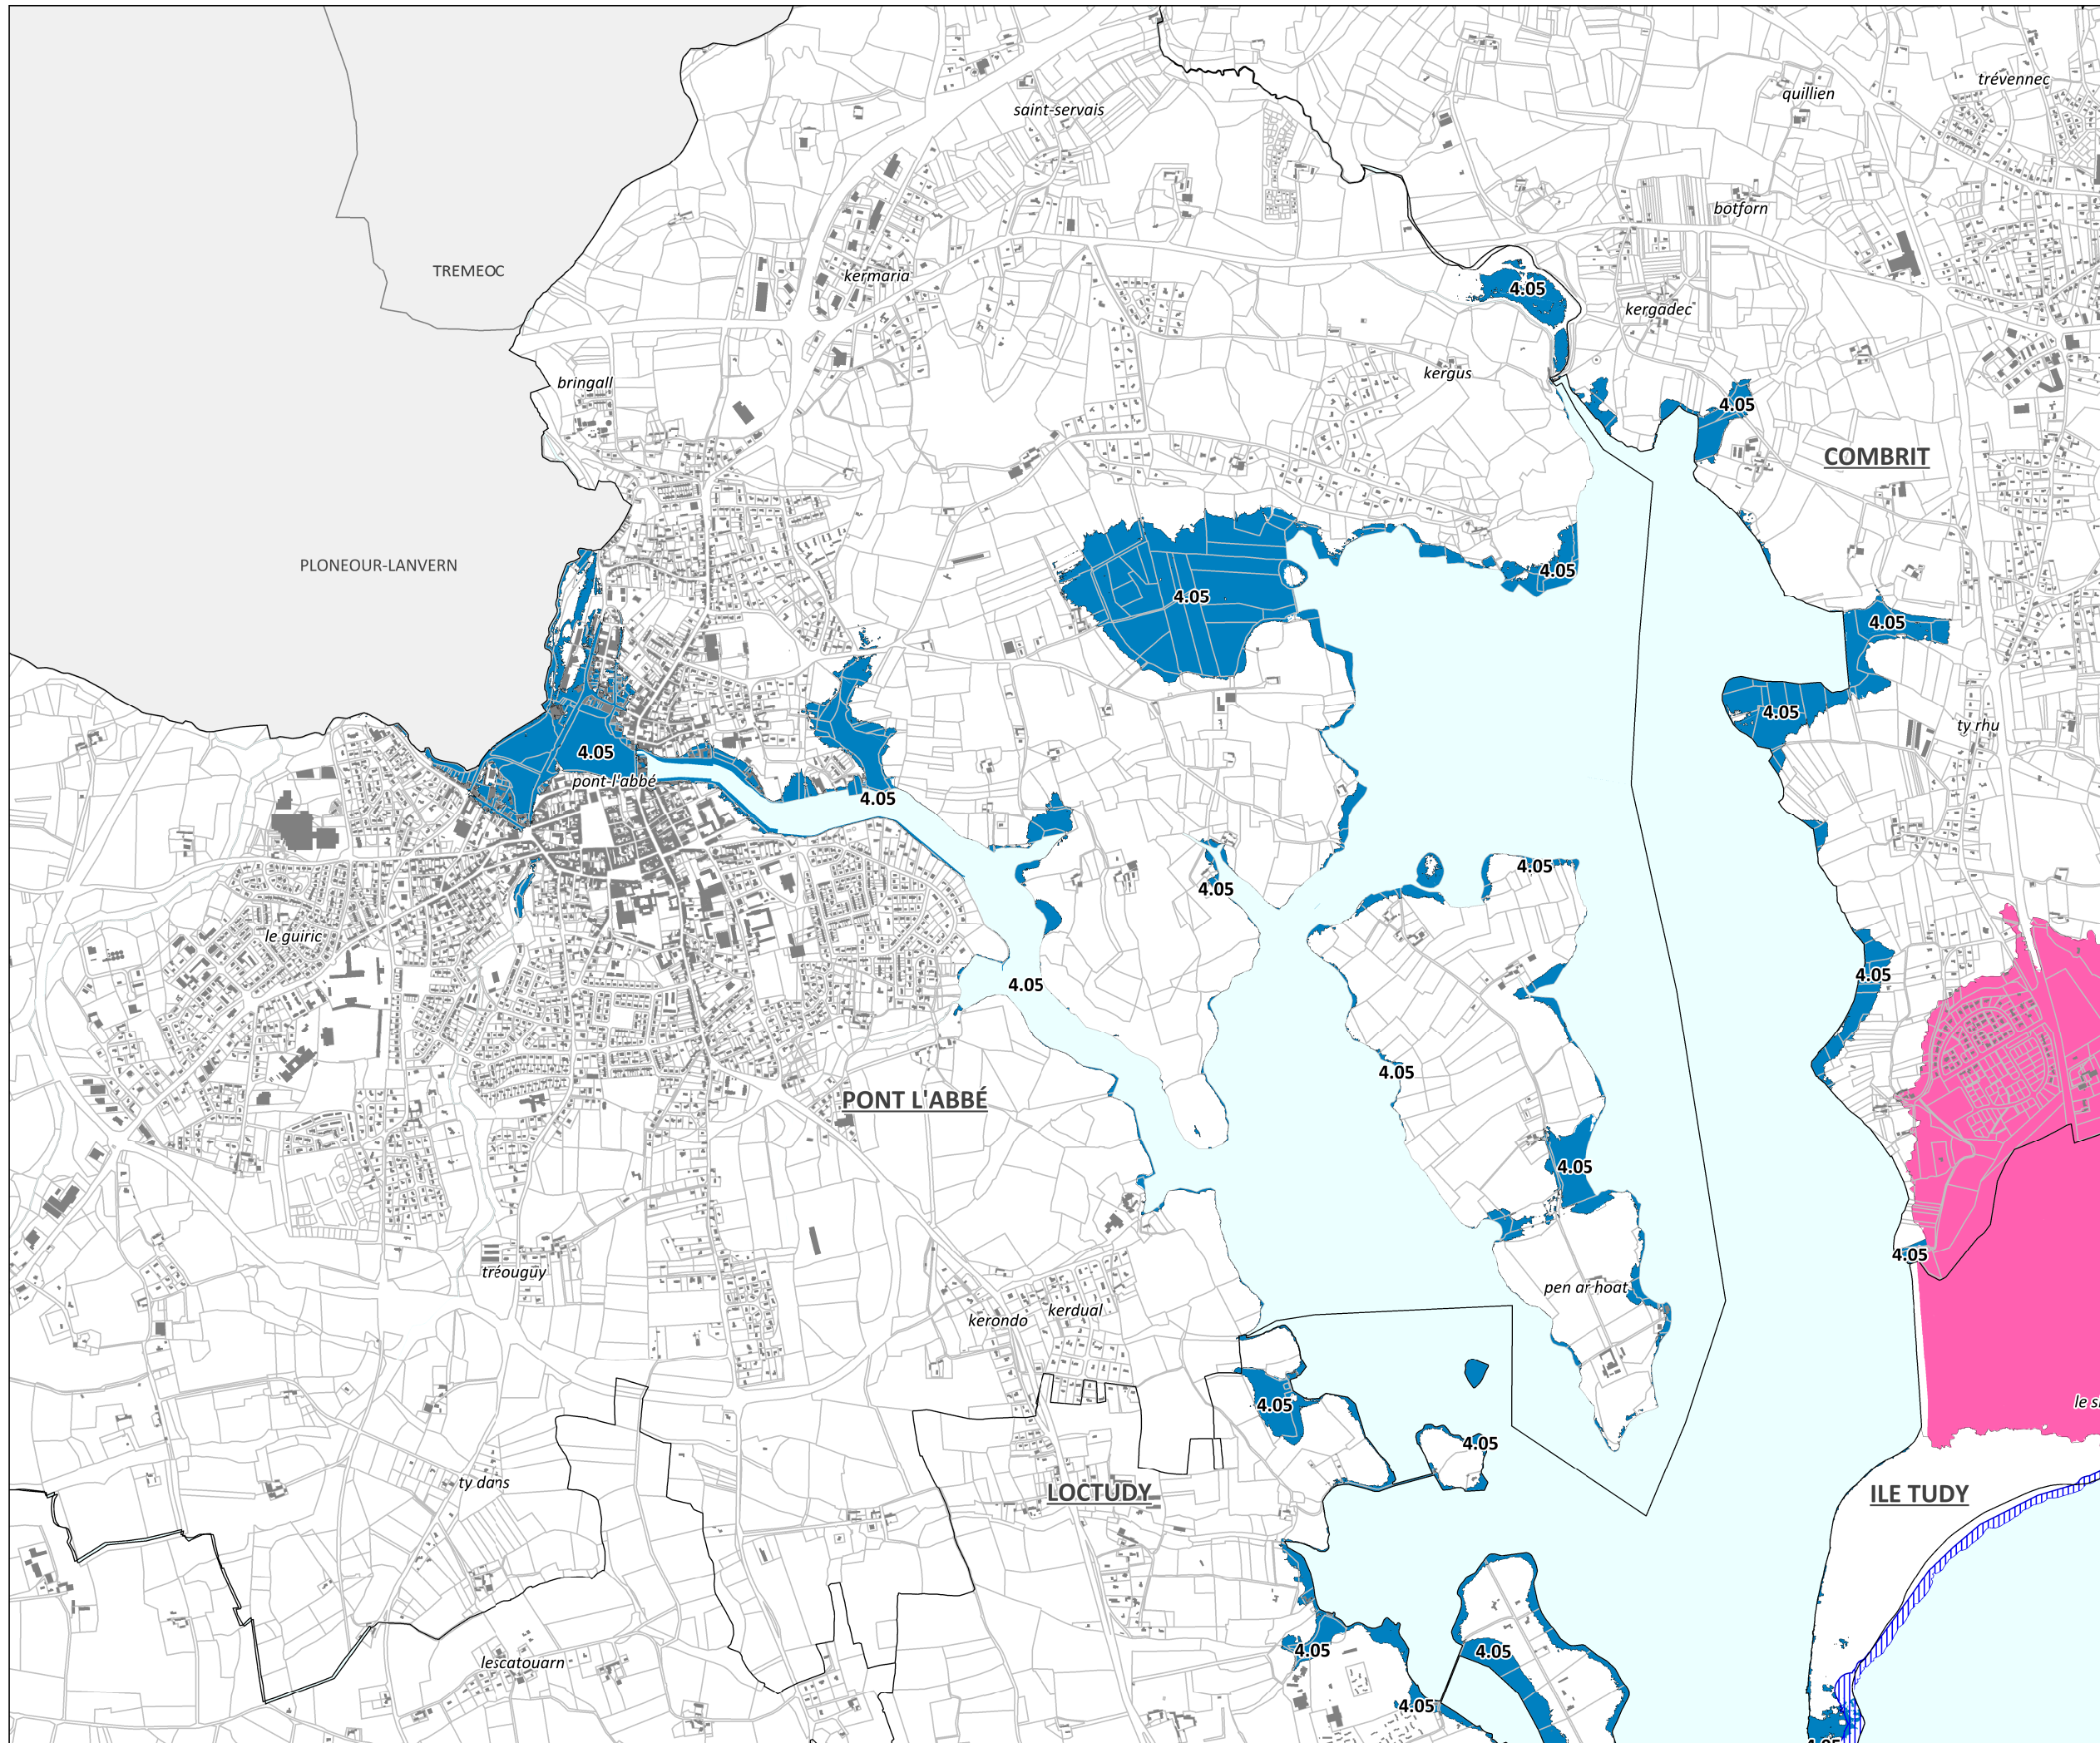 trévennec
quillien
saint-servais
botforn
TREMEOC
kermaria
4.05
kergadec
kergus
bringall
4.05
COMBRIT
PLONEOUR-LANVERN
4.05
4.05
4.05
4.05
ty rhu
4.05
pont-l'abbé
4.05
4.05
4.05
le guiric
4.05
4.05
4.05
PONT L'ABBÉ
4.05
4.05
tréouguy
pen ar hoat
kerdual
kerondo
le s
4.05
4.05
ty dans
LOCTUDY
ILE TUDY
4.05
4.05
lescatouarn
4.05
4.05